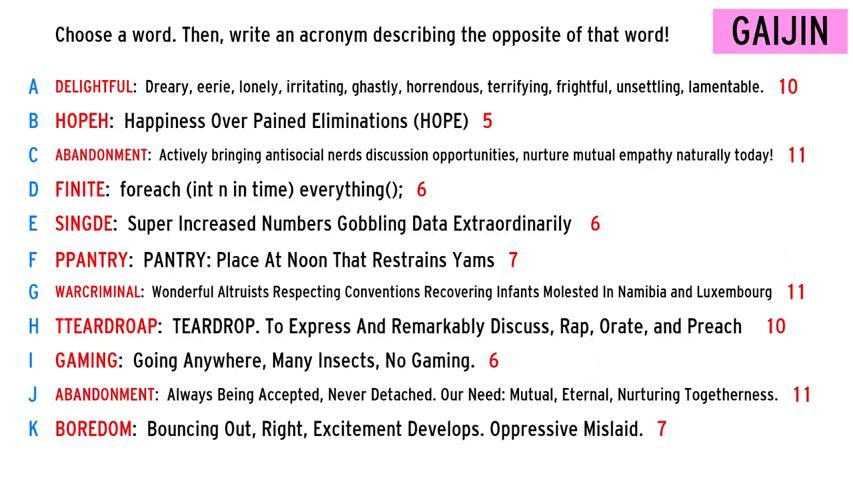 Choose a word. Then, write an acronym describing the opposite of that word!
GAIJIN
A DELIGHTFUL: Dreary, eerie, lonely, irritating, ghastly, horrendous, terrifying, frightful, unsettling, lamentable. 10
B HOPEH: Happiness Over Pained Eliminations (HOPE) 5
C ABANDONMENT: Actively bringing antisocial nerds discussion opportunities, nurture mutual empathy naturally today! 11
D FINITE: foreach (int n in time) everything(); 6
E SINGDE: Super Increased Numbers Gobbling Data Extraordinarily 6
F PPANTRY: PANTRY: Place At Noon That Restrains Yams 7
G WARCRIMINAL: Wonderful Altruists Respecting Conventions Recovering Infants Molested In Namibia and Luxembourg 11
H TTEARDROAP: TEARDROP. To Express And Remarkably Discuss, Rap, Orate, and Preach 10
I GAMING: Going Anywhere, Many Insects, No Gaming. 6
J ABANDONMENT: Always Being Accepted, Never Detached. Our Need: Mutual, Eternal, Nurturing Togetherness. 11
K BOREDOM: Bouncing Out, Right, Excitement Develops. Oppressive Mislaid. 7